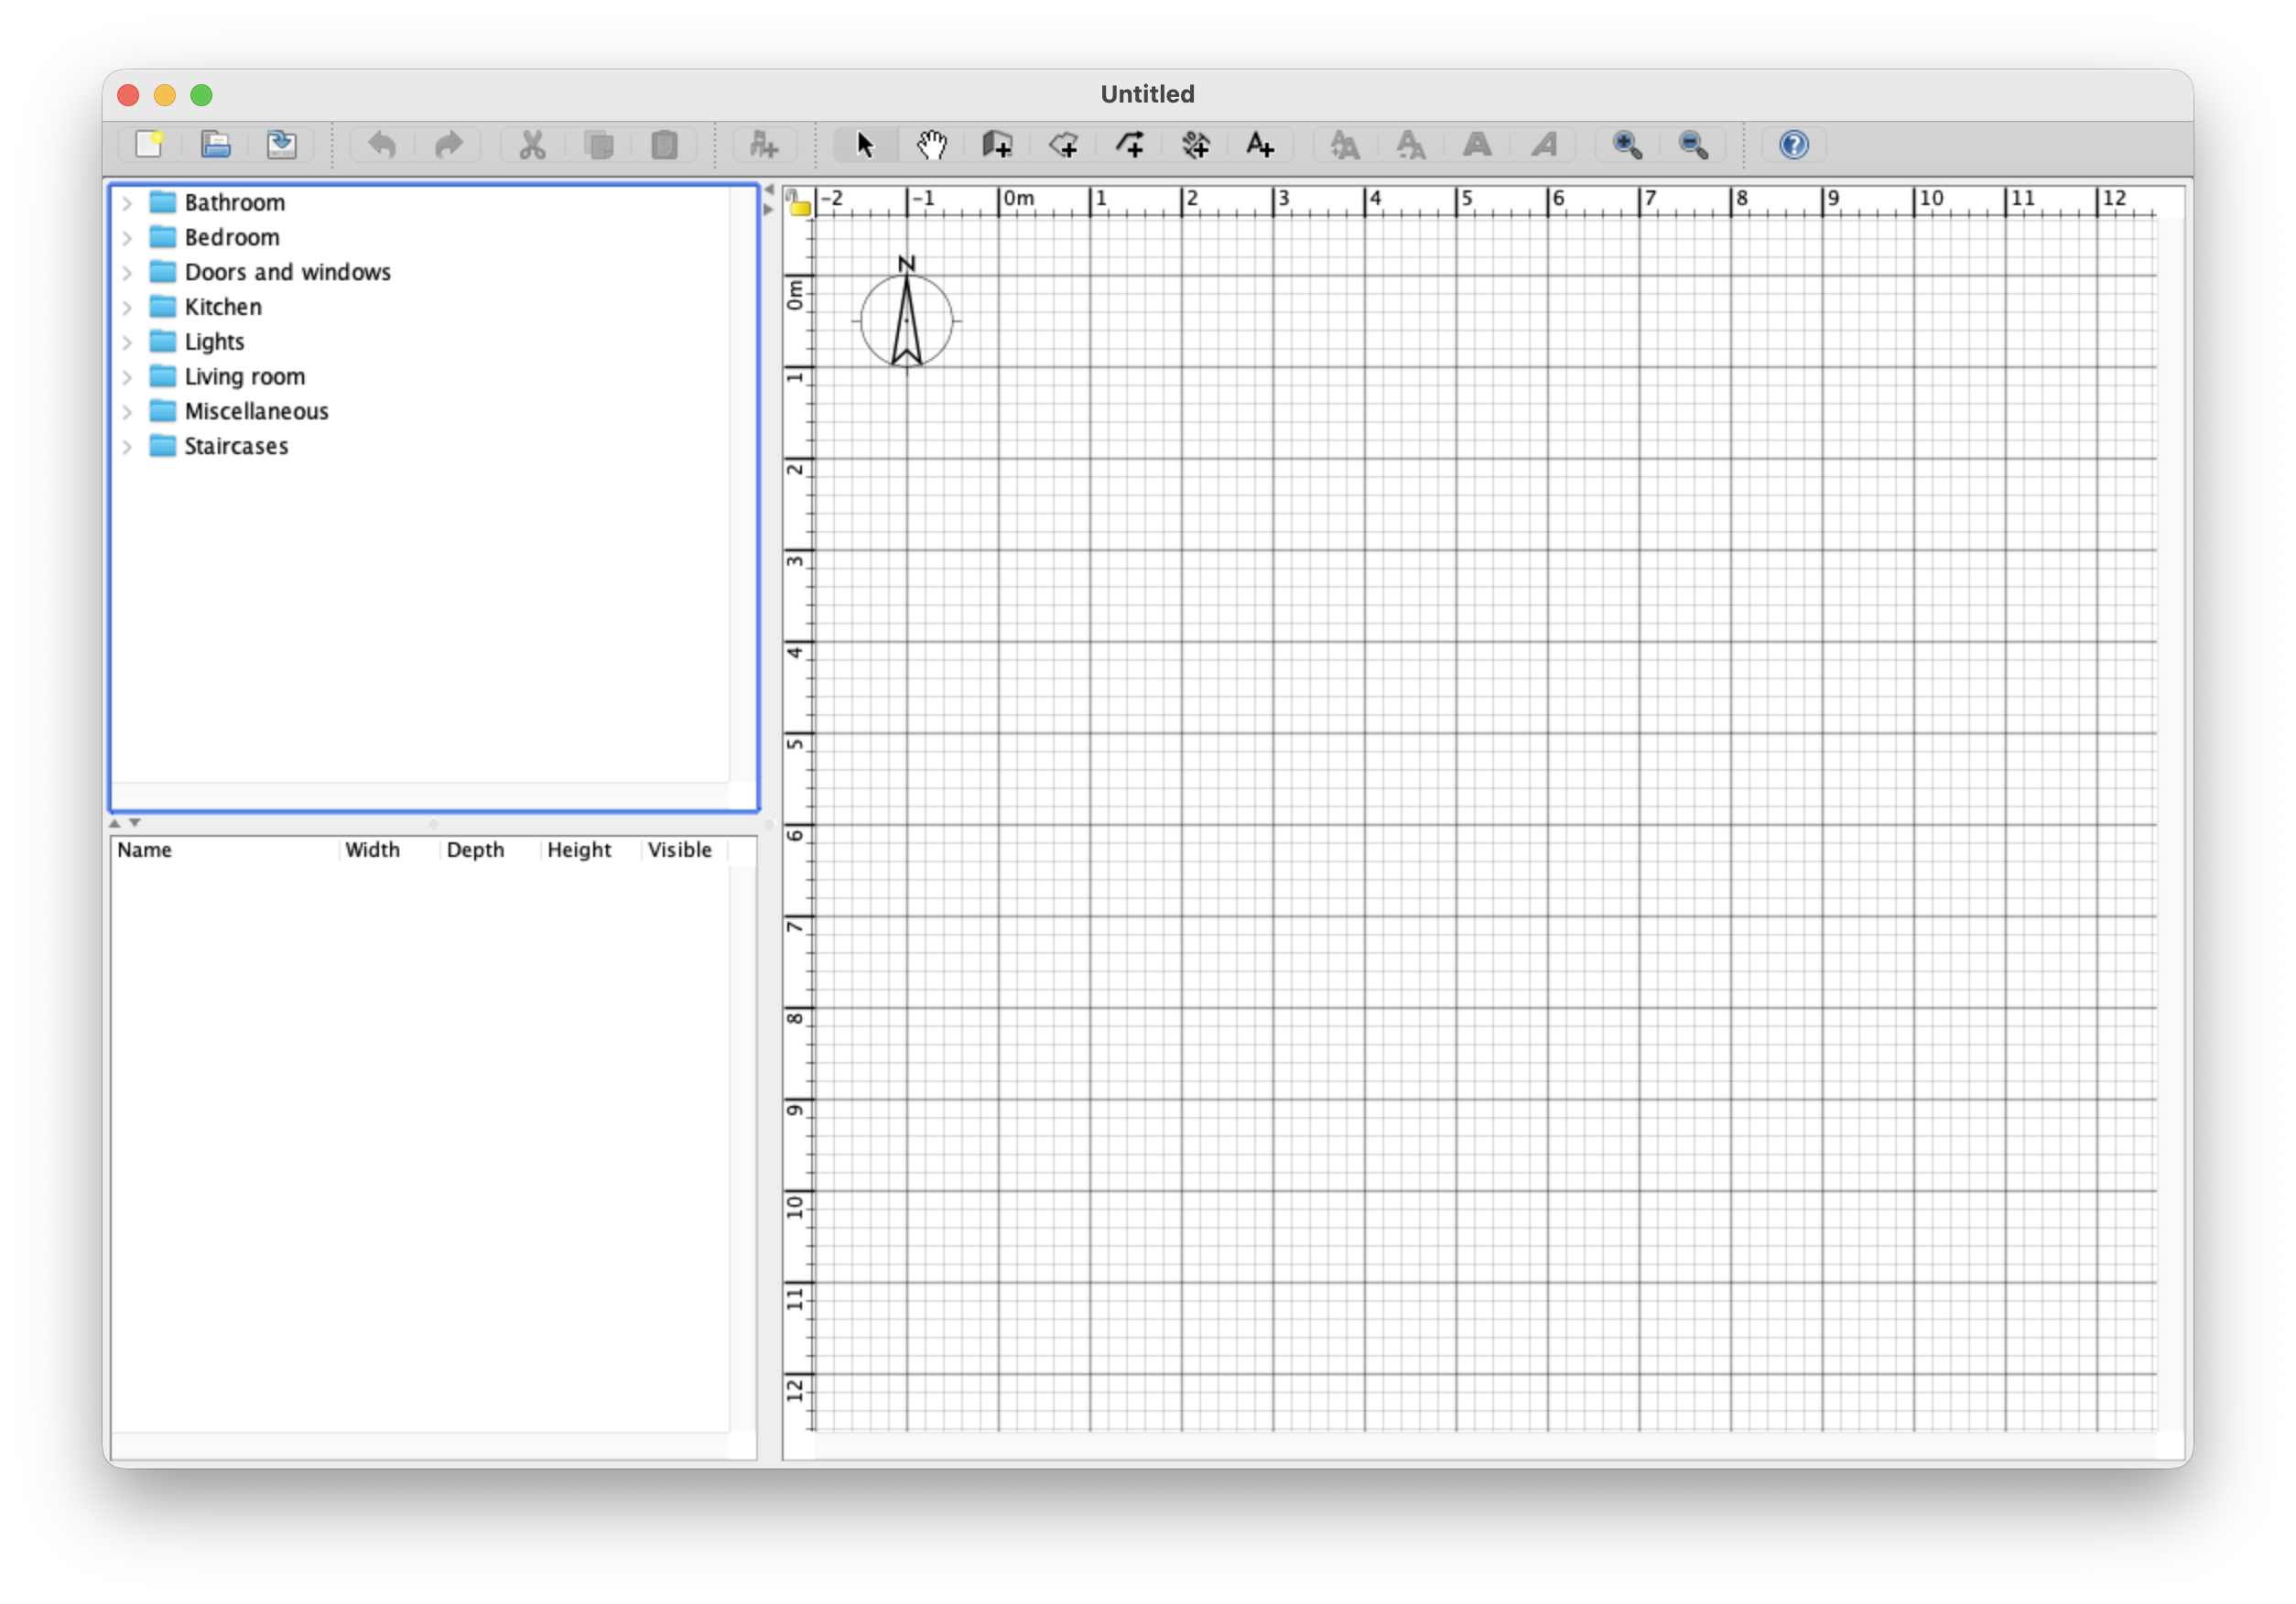 Untitled
Bathroom
Bedroom
Doors and windows
Kitchen
Lights
Living room
Miscellaneous
Staircases
Name Width Depth Height Visible
-2 -1 0m 1 2 3 4 5 6 7 8 9 10 11 12
N
0m
1
2
3
4
5
6
7
8
9
10
11
12